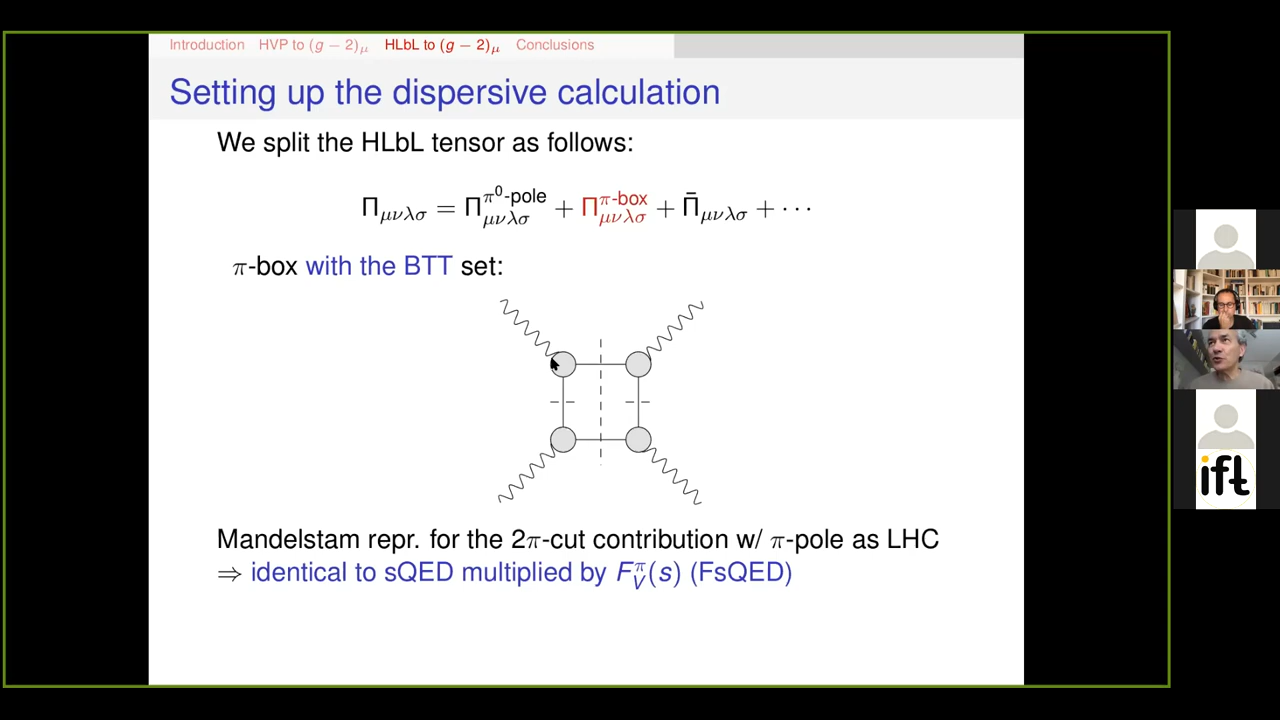 Introduction HVP to (g − 2)μ HLbL to (g − 2)μ Conclusions
Setting up the dispersive calculation
We split the HLbL tensor as follows:
Πμνλσ = Π^{π⁰-pole}_{μνλσ} + Π^{π-box}_{μνλσ} + Π̄μνλσ + ···
π-box with the BTT set:
Mandelstam repr. for the 2π-cut contribution w/ π-pole as LHC
⇒ identical to sQED multiplied by F^π_V(s) (FsQED)
ift